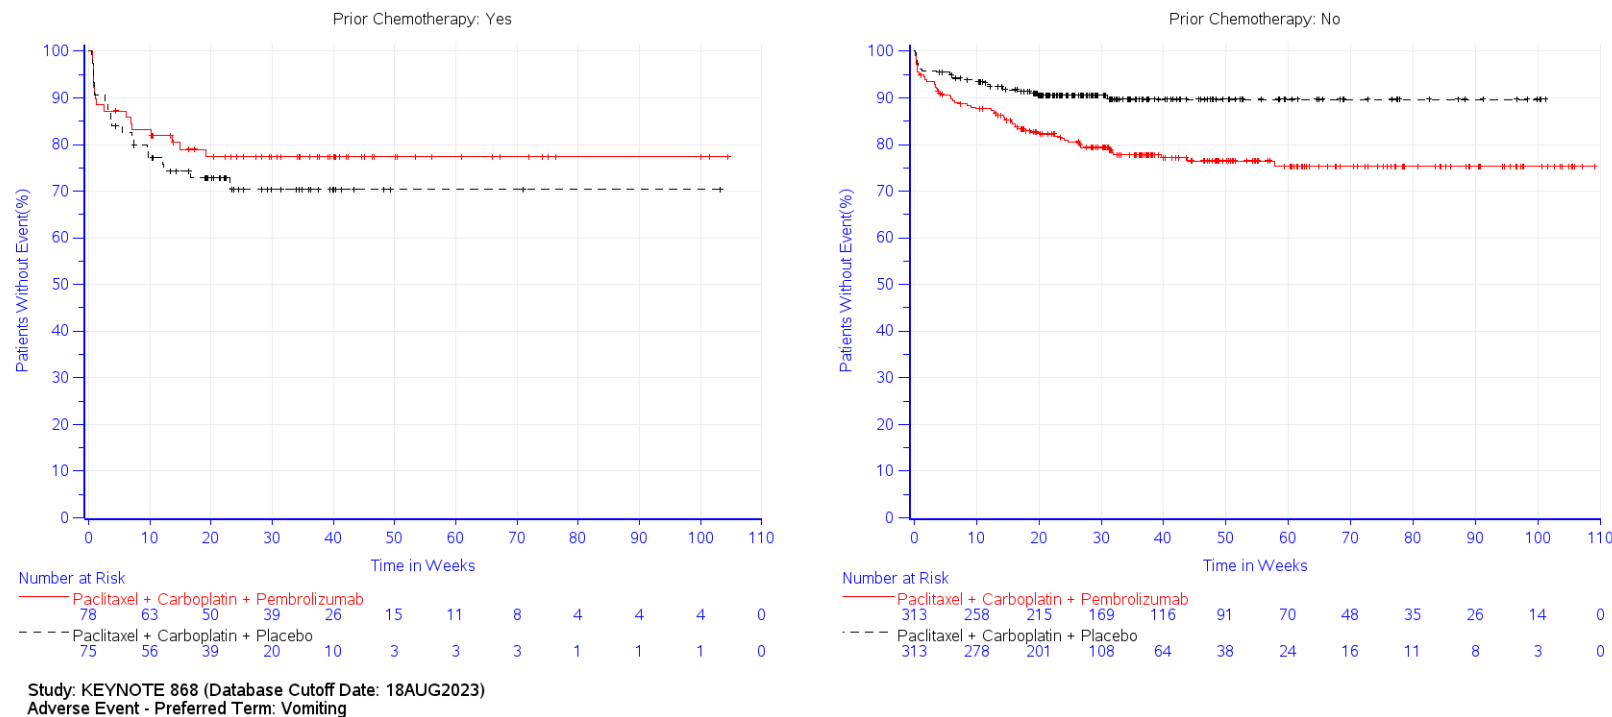 Prior Chemotherapy: Yes
100
90
80
70
60
50
40
30
20
10
0
Patients Without Event(%)
0 10 20 30 40 50 60 70 80 90 100 110
Time in Weeks
Number at Risk
Paclitaxel + Carboplatin + Pembrolizumab
78 63 50 39 26 15 11 8 4 4 4 0
Paclitaxel + Carboplatin + Placebo
75 56 39 20 10 3 3 3 1 1 1 0
Prior Chemotherapy: No
100
90
80
70
60
50
40
30
20
10
0
Patients Without Event(%)
0 10 20 30 40 50 60 70 80 90 100 110
Time in Weeks
Number at Risk
Paclitaxel + Carboplatin + Pembrolizumab
313 258 215 169 116 91 70 48 35 26 14 0
Paclitaxel + Carboplatin + Placebo
313 278 201 108 64 38 24 16 11 8 3 0
Study: KEYNOTE 868 (Database Cutoff Date: 18AUG2023)
Adverse Event - Preferred Term: Vomiting